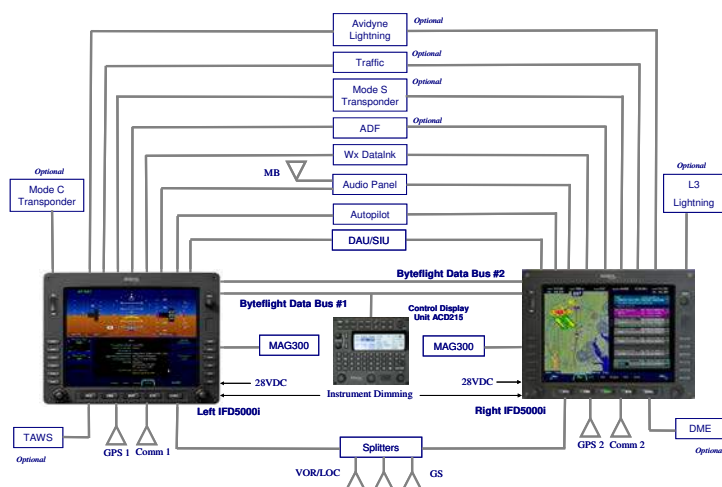 Avidyne
Lightning
Optional
Traffic
Optional
Mode S
Transponder
Optional
ADF
Optional
Wx DataInk
MB
Audio Panel
Optional
Mode C
Transponder
Optional
L3
Lightning
Autopilot
DAU/SIU
Byteflight Data Bus #2
Byteflight Data Bus #1
Control Display
Unit ACD215
MAG300
MAG300
28VDC
28VDC
Instrument Dimming
Left IFD5000i
Right IFD5000i
TAWS
Optional
GPS 1
Comm 1
Splitters
VOR/LOC
GS
GPS 2
Comm 2
DME
Optional